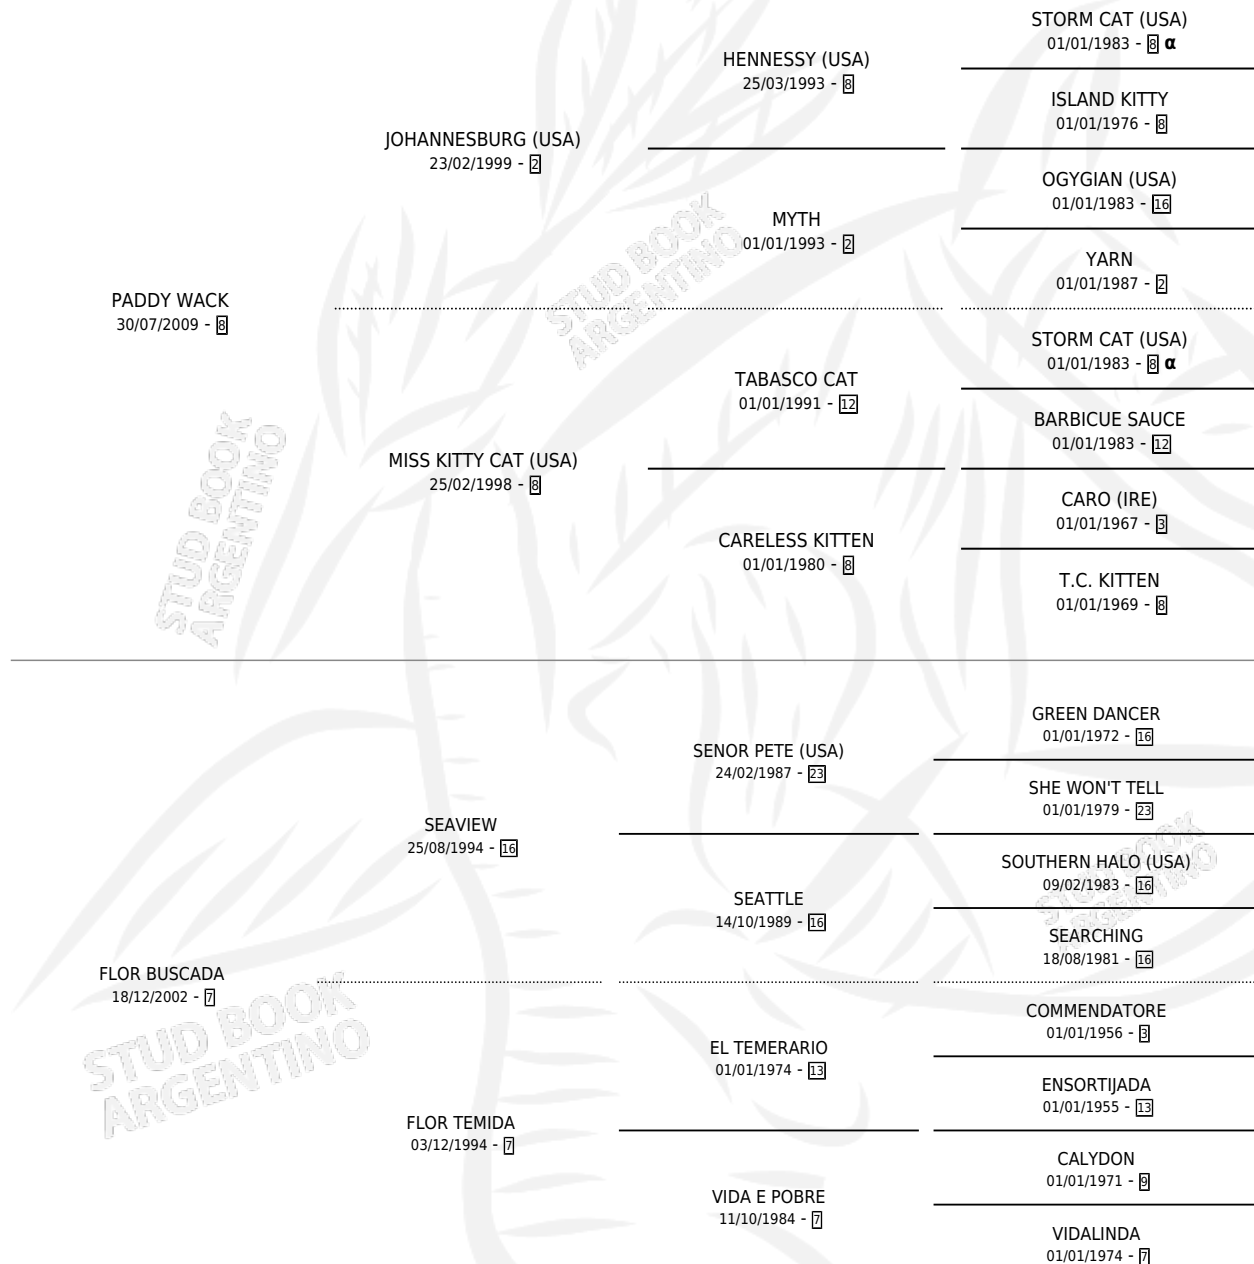 STORM CAT (USA)
01/01/1983 - 8 α
HENNESSY (USA)
25/03/1993 - 8
ISLAND KITTY
01/01/1976 - 8
JOHANNESBURG (USA)
23/02/1999 - 2
OGYGIAN (USA)
01/01/1983 - 16
MYTH
01/01/1993 - 2
YARN
01/01/1987 - 2
PADDY WACK
30/07/2009 - 8
STORM CAT (USA)
01/01/1983 - 8 α
TABASCO CAT
01/01/1991 - 12
BARBICUE SAUCE
01/01/1983 - 12
MISS KITTY CAT (USA)
25/02/1998 - 8
CARO (IRE)
01/01/1967 - 3
CARELESS KITTEN
01/01/1980 - 8
T.C. KITTEN
01/01/1969 - 8
GREEN DANCER
01/01/1972 - 16
SENOR PETE (USA)
24/02/1987 - 23
SHE WON'T TELL
01/01/1979 - 23
SEAVIEW
25/08/1994 - 16
SOUTHERN HALO (USA)
09/02/1983 - 16
SEATTLE
14/10/1989 - 16
SEARCHING
18/08/1981 - 16
FLOR BUSCADA
18/12/2002 - 7
COMMENDATORE
01/01/1956 - 3
EL TEMERARIO
01/01/1974 - 13
ENSORTIJADA
01/01/1955 - 13
FLOR TEMIDA
03/12/1994 - 7
CALYDON
01/01/1971 - 9
VIDA E POBRE
11/10/1984 - 7
VIDALINDA
01/01/1974 - 7
STUD BOOK
ARGENTINO
STUD BOOK
ARGENTINO
STUD BOOK
ARGENTINO
STUD BOOK
ARGENTINO